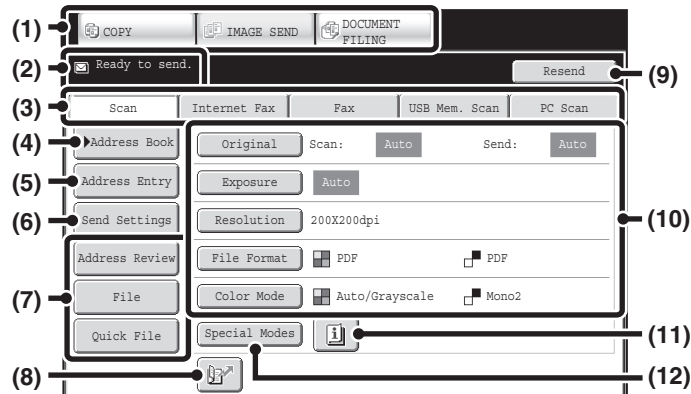 (1) COPY IMAGE SEND DOCUMENT FILING
(2) Ready to send. Resend (9)
(3) Scan Internet Fax Fax USB Mem. Scan PC Scan
(4) Address Book Original Scan: Auto Send: Auto
(5) Address Entry Exposure Auto
(6) Send Settings Resolution 200X200dpi (10)
Address Review File Format PDF PDF
(7) File Color Mode Auto/Grayscale Mono2
Quick File Special Modes (11)
(8) (12)